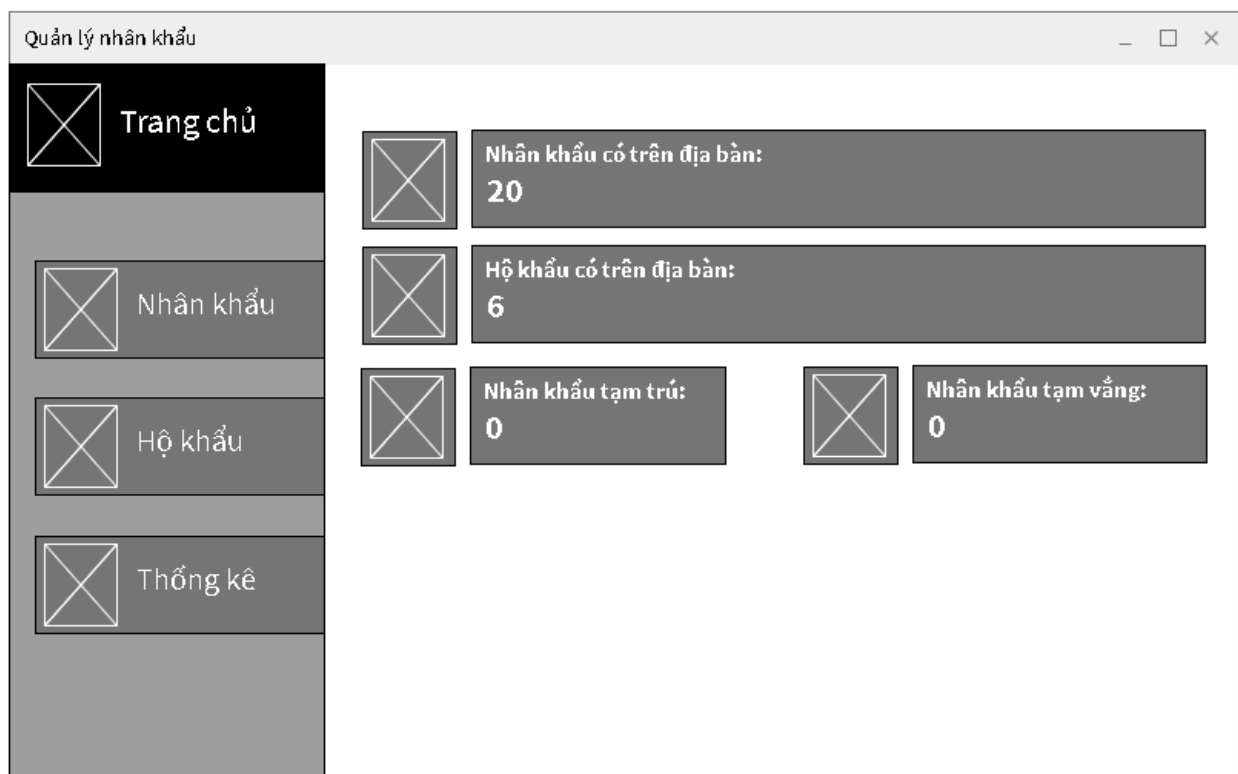 Quản lý nhân khẩu
Trang chủ
Nhân khẩu
Hộ khẩu
Thống kê
Nhân khẩu có trên địa bàn:
20
Hộ khẩu có trên địa bàn:
6
Nhân khẩu tạm trú:
0
Nhân khẩu tạm vắng:
0